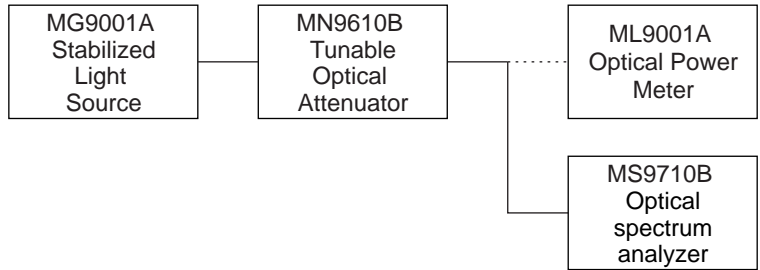 MG9001A
Stabilized
Light
Source
MN9610B
Tunable
Optical
Attenuator
ML9001A
Optical Power
Meter
MS9710B
Optical
spectrum
analyzer